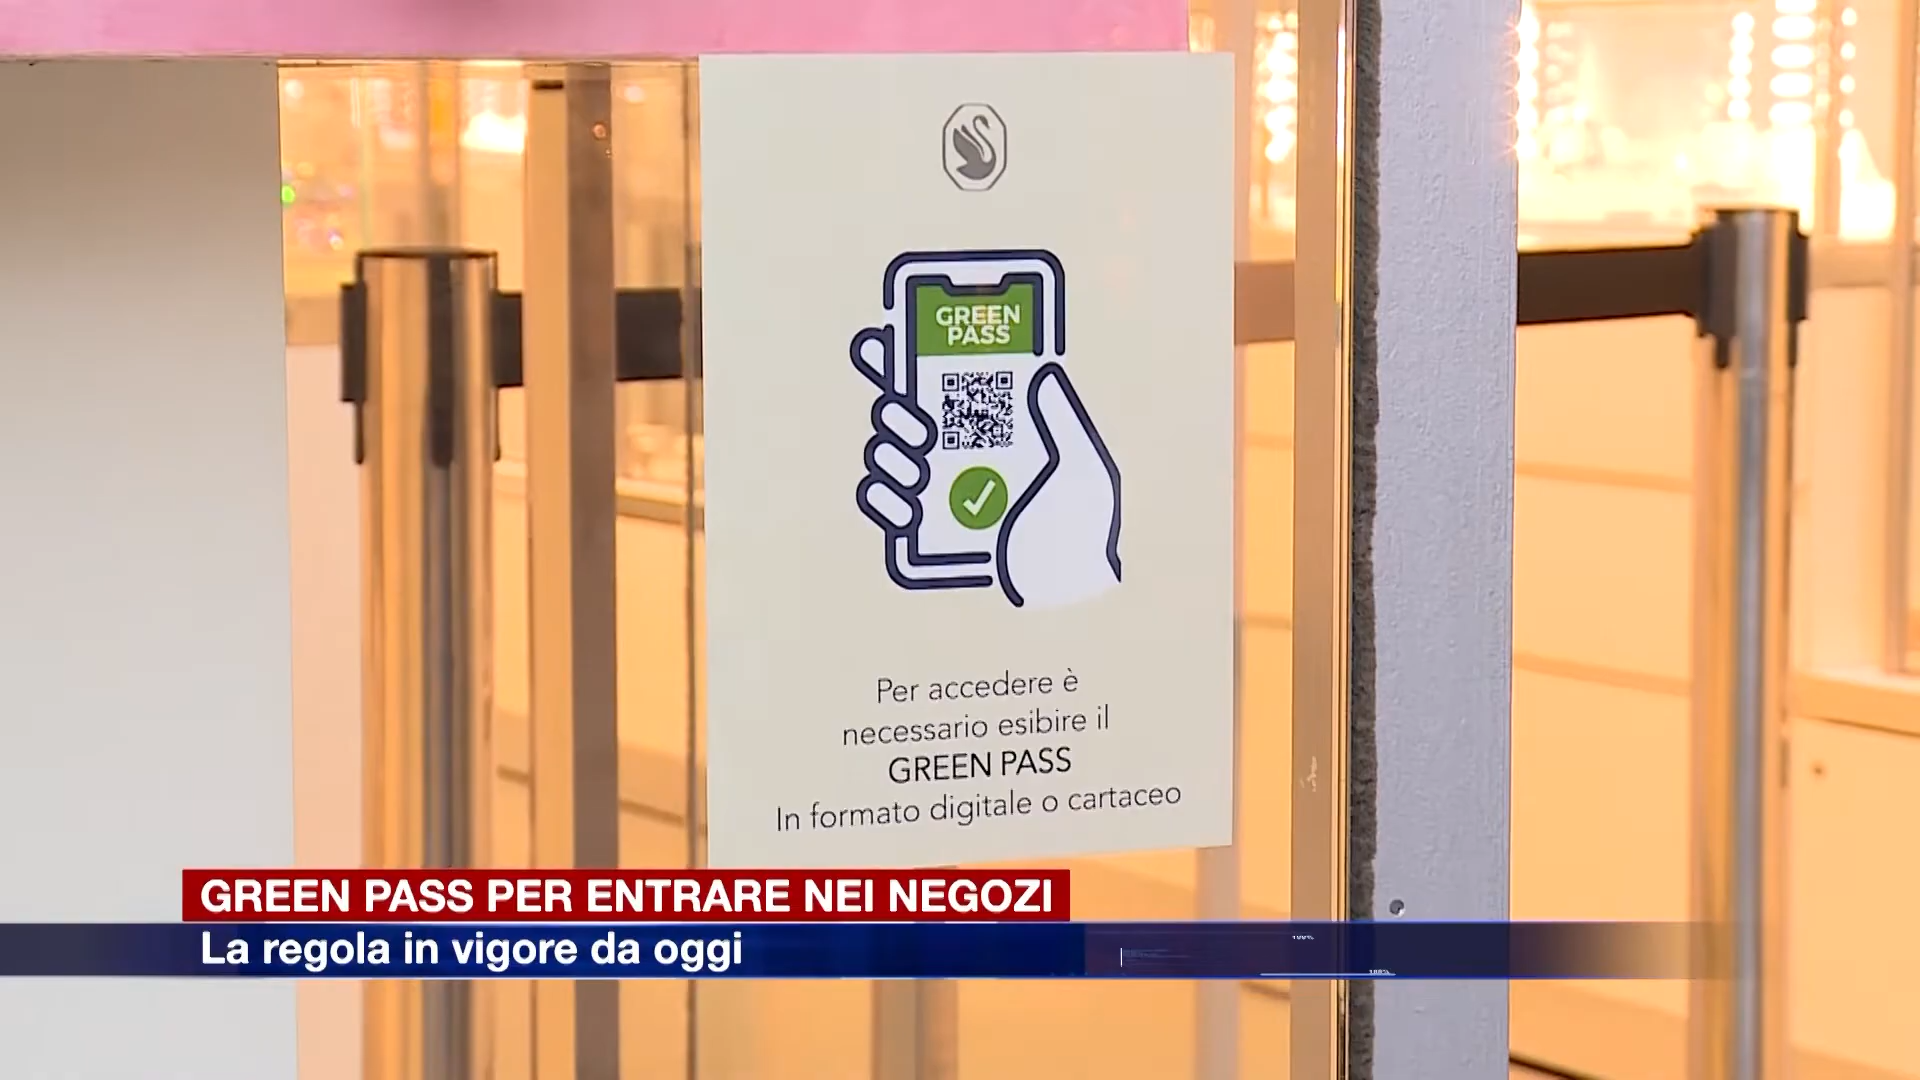 GREEN
PASS
Per accedere è
necessario esibire il
GREEN PASS
In formato digitale o cartaceo
GREEN PASS PER ENTRARE NEI NEGOZI
La regola in vigore da oggi